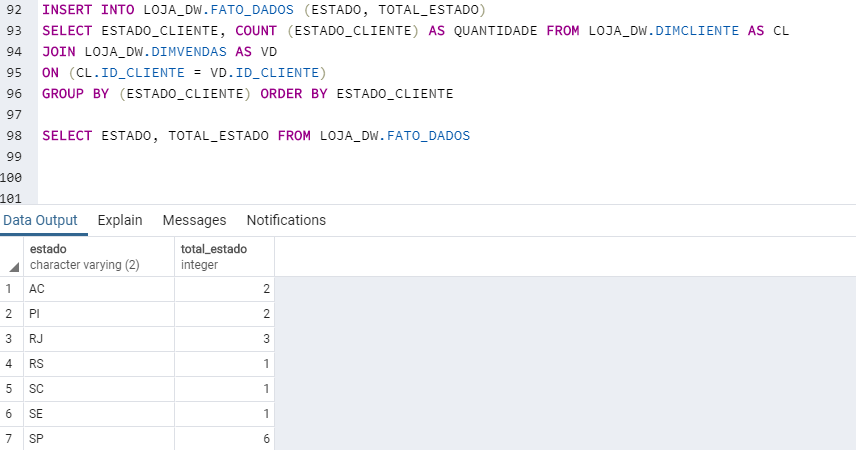 92 INSERT INTO LOJA_DW.FATO_DADOS (ESTADO, TOTAL_ESTADO)
93 SELECT ESTADO_CLIENTE, COUNT (ESTADO_CLIENTE) AS QUANTIDADE FROM LOJA_DW.DIMCLIENTE AS CL
94 JOIN LOJA_DW.DIMVENDAS AS VD
95 ON (CL.ID_CLIENTE = VD.ID_CLIENTE)
96 GROUP BY (ESTADO_CLIENTE) ORDER BY ESTADO_CLIENTE
97
98 SELECT ESTADO, TOTAL_ESTADO FROM LOJA_DW.FATO_DADOS
99
100
101
Data Output Explain Messages Notifications
estado total_estado
character varying (2) integer
1 AC 2
2 PI 2
3 RJ 3
4 RS 1
5 SC 1
6 SE 1
7 SP 6